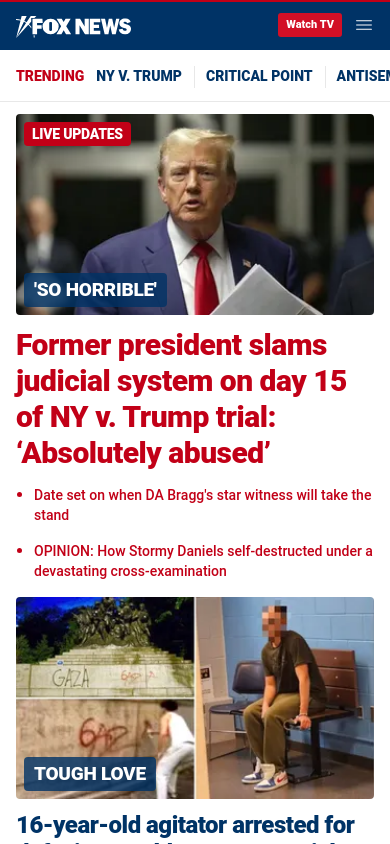 FOX NEWS
Watch TV
TRENDING NY V. TRUMP CRITICAL POINT
LIVE UPDATES
'SO HORRIBLE'
Former president slams
judicial system on day 15
of NY v. Trump trial:
‘Absolutely abused’
Date set on when DA Bragg's star witness will take the
stand
OPINION: How Stormy Daniels self-destructed under a
devastating cross-examination
GAZA
GAZ
TOUGH LOVE
16-year-old agitator arrested for